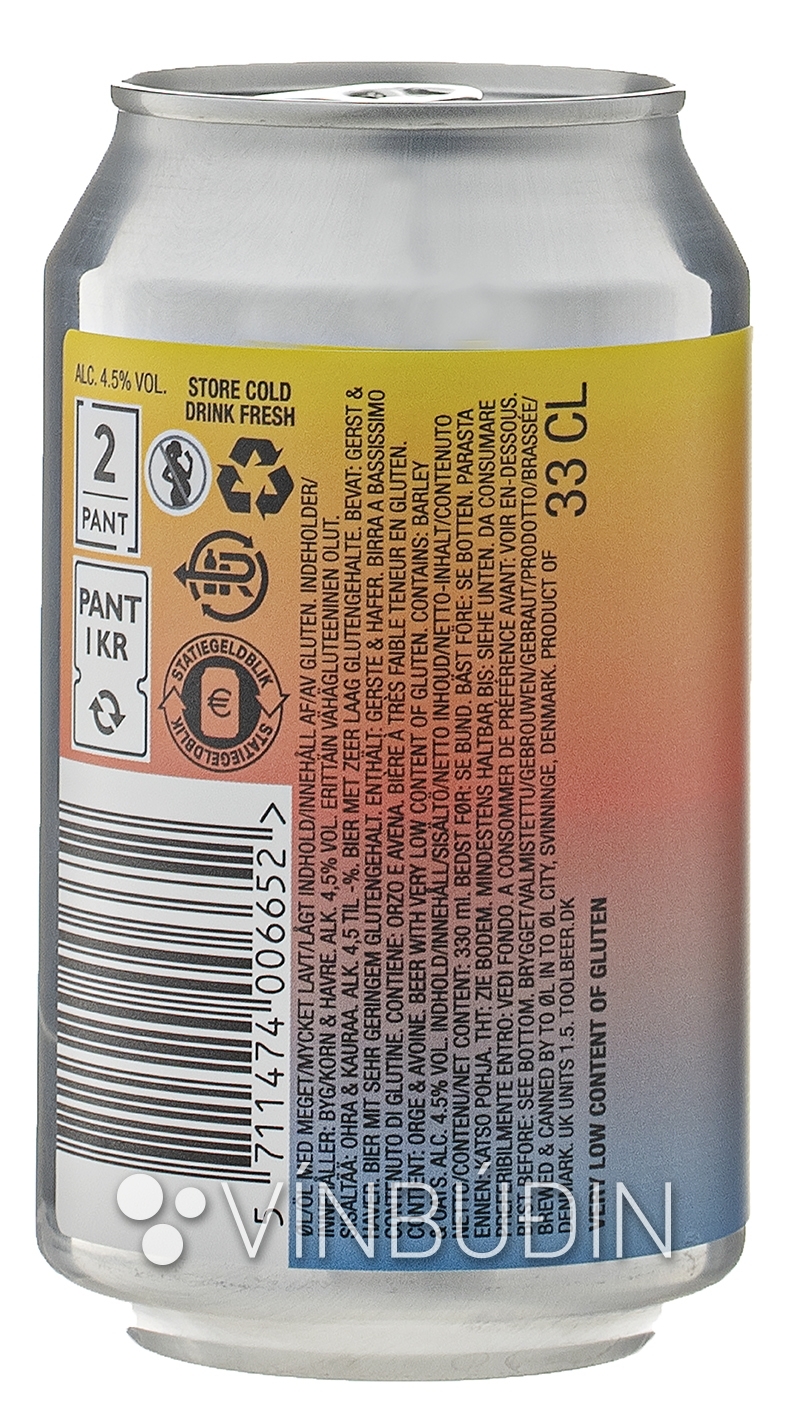 ALC. 4.5% VOL.
STORE COLD
DRINK FRESH
2
PANT
PANT
1 KR
STATIEGELDBLIK
€
STATIEGELDBLIK
5 711474 006652 >
MED MEGET/MYCKET LAVT/LÅGT INDHOLD/INNEHÅLL AF/AV GLUTEN. INDEHOLDER/
INNEHÅLLER: BYG/KORN & HAVRE. ALK. 4,5% VOL. ERITTÄIN VÄHÄGLUTEENINEN OLUT.
SISÄLTÄÄ: OHRA & KAURAA. ALK. 4,5 TIL -%. BIER MET ZEER LAAG GLUTENGEHALTE. BEVAT: GERST &
BIER MIT SEHR GERINGEM GLUTENGEHALT. ENTHÄLT: GERSTE & HAFER. BIRRA A BASSISSIMO
CONTENUTO DI GLUTINE. CONTIENE: ORZO E AVENA. BIÈRE À TRÈS FAIBLE TENEUR EN GLUTEN.
CONTENT: ORGE & AVOINE. BEER WITH VERY LOW CONTENT OF GLUTEN. CONTAINS: BARLEY
& OATS. ALC. 4.5% VOL. INDHOLD/INNEHÅLL/SISÄLTÖ/NETTO INHOUD/NETTO-INHALT/CONTENUTO
NETTO/CONTENU/NET CONTENT: 330 ml. BEDST FØR: SE BUND. BÄST FÖRE: SE BOTTEN. PARASTA
ENNEN: KATSO POHJA. THT: ZIE BODEM. MINDESTENS HALTBAR BIS: SIEHE UNTEN. DA CONSUMARE
PREFERIBILMENTE ENTRO: VEDI FONDO. A CONSOMMER DE PRÉFÉRENCE AVANT: VOIR EN-DESSOUS.
BEST BEFORE: SEE BOTTOM. BRYGGET/VALMISTETTU/GEBROUWEN/GEBRAUT/PRODOTTO/BRASSÉE/
BREWED & CANNED BY TO ØL IN TO ØL CITY, SVINNINGE, DENMARK. PRODUCT OF
DENMARK. UK UNITS 1.5. TOOLBEER.DK
VERY LOW CONTENT OF GLUTEN
33 CL
VÍNBÚÐIN